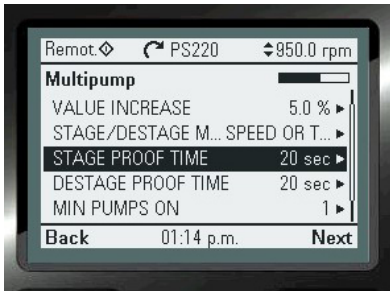 Remot. PS220 950.0 rpm
Multipump
VALUE INCREASE 5.0 %
STAGE/DESTAGE M... SPEED OR T...
STAGE PROOF TIME 20 sec
DESTAGE PROOF TIME 20 sec
MIN PUMPS ON 1
Back 01:14 p.m. Next